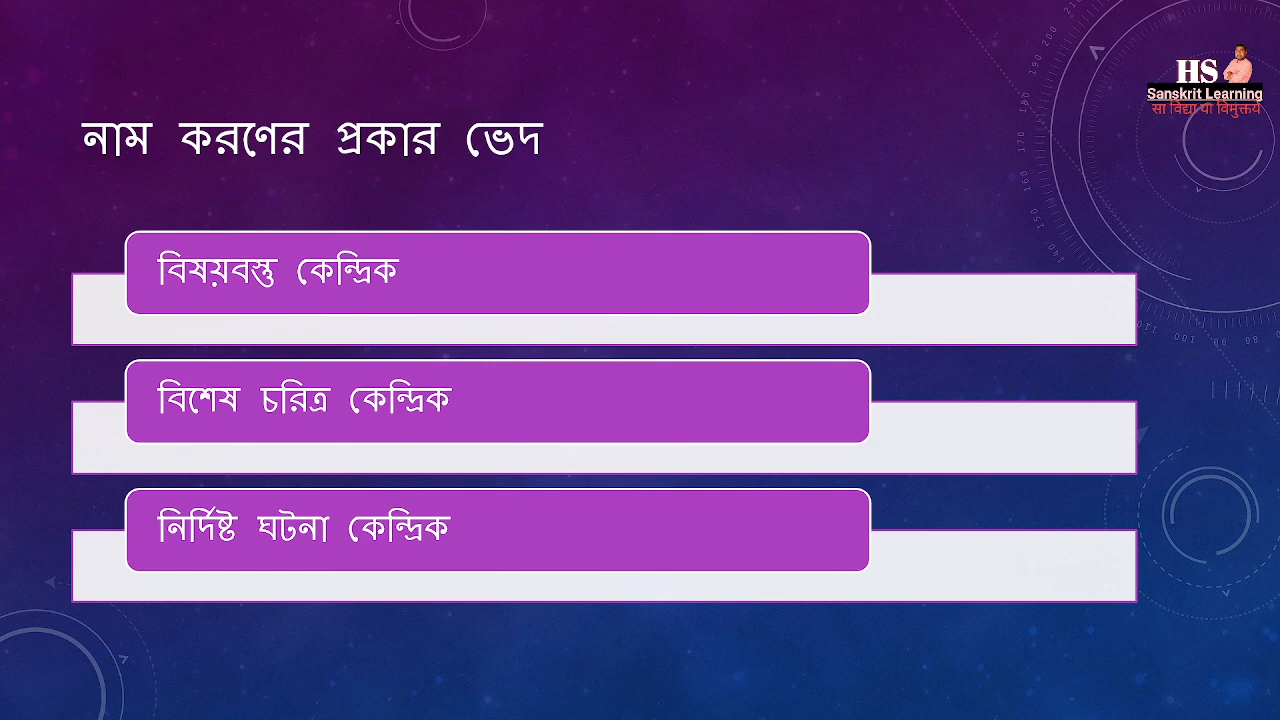 HS
Sanskrit Learning
सा विद्या या विमुक्तये
নাম করণের প্রকার ভেদ
বিষয়বস্তু কেন্দ্রিক
বিশেষ চরিত্র কেন্দ্রিক
নির্দিষ্ট ঘটনা কেন্দ্রিক